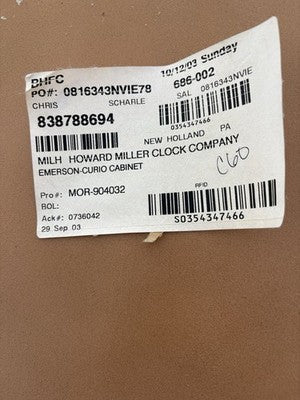 BHFC 10/12/03 Sunday
PO#: 0816343NVIE78 686-002
CHRIS SCHARLE SAL 0816343NVIE
838788694
0354347466
NEW HOLLAND PA
MILH HOWARD MILLER CLOCK COMPANY
EMERSON-CURIO CABINET
C60
Pro#: MOR-904032
RFID
BOL:
Ack#: 0736042
S0354347466
29 Sep 03